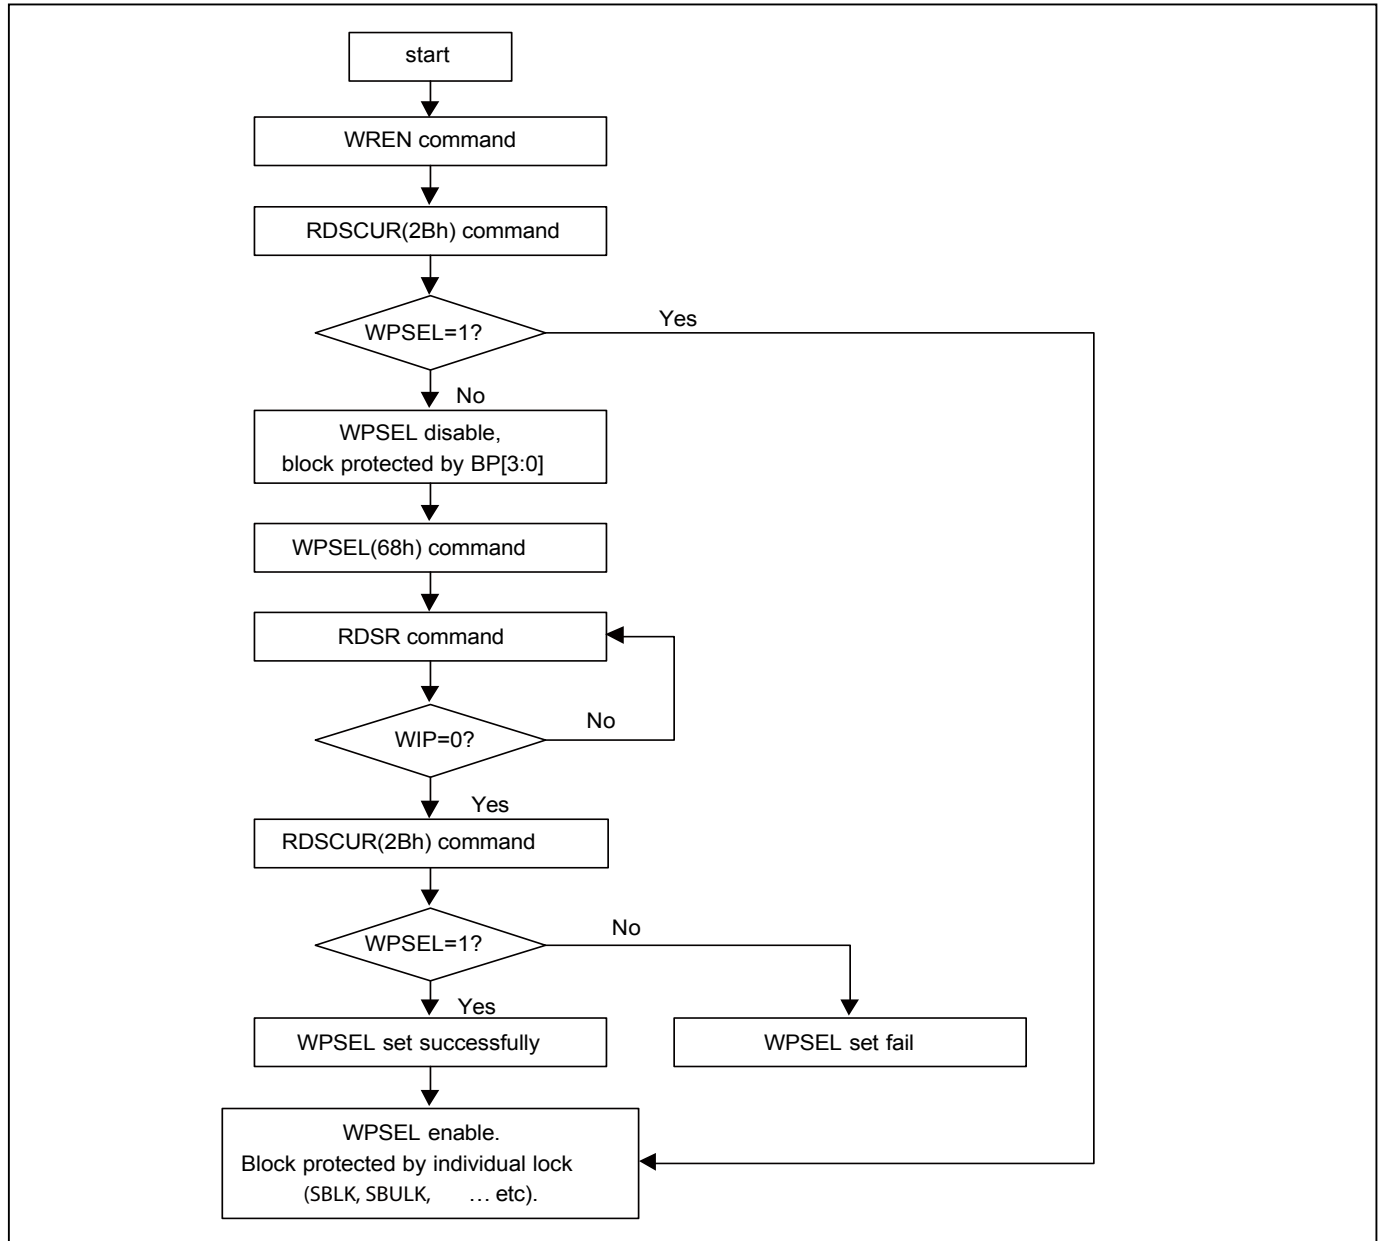 start
WREN command
RDSCUR(2Bh) command
WPSEL=1?
Yes
No
WPSEL disable,
block protected by BP[3:0]
WPSEL(68h) command
RDSR command
WIP=0?
No
Yes
RDSCUR(2Bh) command
WPSEL=1?
No
Yes
WPSEL set successfully
WPSEL set fail
WPSEL enable.
Block protected by individual lock
(SBLK, SBULK, … etc).